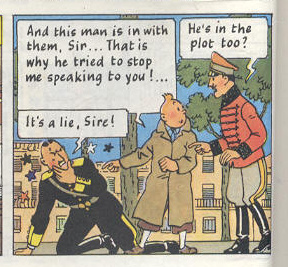 And this man is in with
them, Sir... That is
why he tried to stop
me speaking to you!...
He's in the
plot too?
It's a lie, Sire!